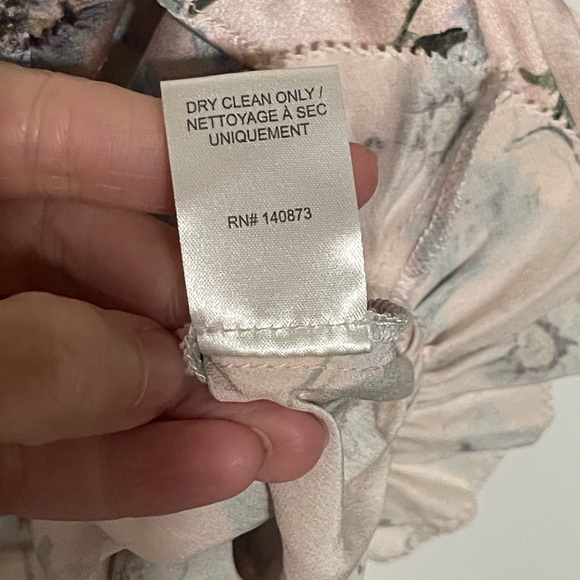 DRY CLEAN ONLY /
NETTOYAGE À SEC
UNIQUEMENT
RN# 140873